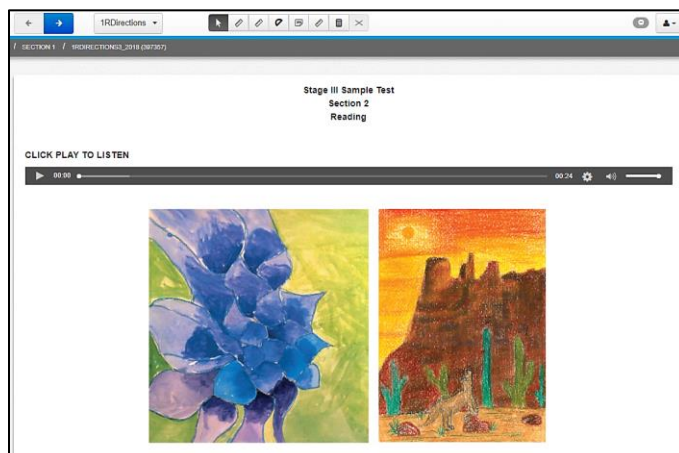 1RDirections
/ SECTION 1 / 1RDIRECTIONS3_2018 (397357)
Stage III Sample Test
Section 2
Reading
CLICK PLAY TO LISTEN
00:00 00:24